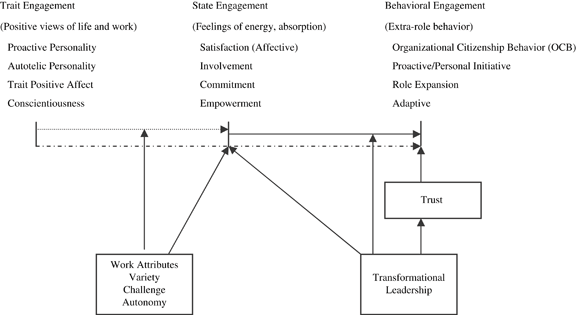 Trait Engagement
(Positive views of life and work)
Proactive Personality
Autotelic Personality
Trait Positive Affect
Conscientiousness
State Engagement
(Feelings of energy, absorption)
Satisfaction (Affective)
Involvement
Commitment
Empowerment
Behavioral Engagement
(Extra-role behavior)
Organizational Citizenship Behavior (OCB)
Proactive/Personal Initiative
Role Expansion
Adaptive
Trust
Work Attributes
Variety
Challenge
Autonomy
Transformational
Leadership